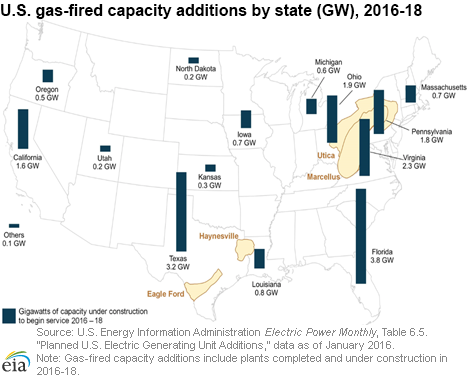 U.S. gas-fired capacity additions by state (GW), 2016-18
North Dakota
0.2 GW
Michigan
0.6 GW
Ohio
1.9 GW
Massachusetts
0.7 GW
Oregon
0.5 GW
Iowa
0.7 GW
Pennsylvania
1.8 GW
California
1.6 GW
Utah
0.2 GW
Kansas
0.3 GW
Utica
Marcellus
Virginia
2.3 GW
Others
0.1 GW
Haynesville
Texas
3.2 GW
Florida
3.8 GW
Eagle Ford
Louisiana
0.8 GW
Gigawatts of capacity under construction
to begin service 2016 – 18
Source: U.S. Energy Information Administration Electric Power Monthly, Table 6.5.
"Planned U.S. Electric Generating Unit Additions," data as of January 2016.
Note: Gas-fired capacity additions include plants completed and under construction in
2016-18.
eia